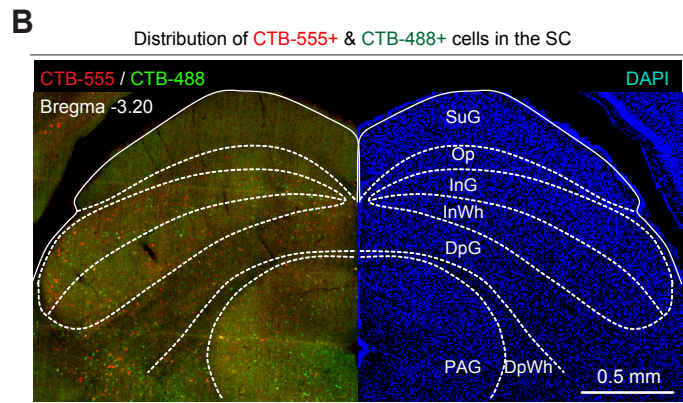 B
Distribution of CTB-555+ & CTB-488+ cells in the SC
CTB-555 / CTB-488
DAPI
Bregma -3.20
SuG
Op
InG
InWh
DpG
PAG
DpWh
0.5 mm